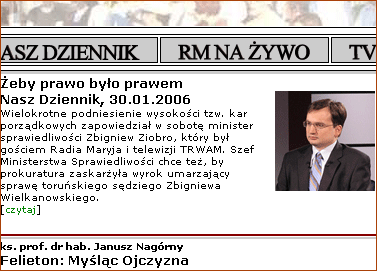 ASZ DZIENNIK
RM NA ŻYWO
TV
Żeby prawo było prawem
Nasz Dziennik, 30.01.2006
Wielokrotne podniesienie wysokości tzw. kar
porządkowych zapowiedział w sobotę minister
sprawiedliwości Zbigniew Ziobro, który był
gościem Radia Maryja i telewizji TRWAM. Szef
Ministerstwa Sprawiedliwości chce też, by
prokuratura zaskarżyła wyrok umarzający
sprawę toruńskiego sędziego Zbigniewa
Wielkanowskiego.
[czytaj]
ks. prof. dr hab. Janusz Nagórny
Felieton: Myśląc Ojczyzna